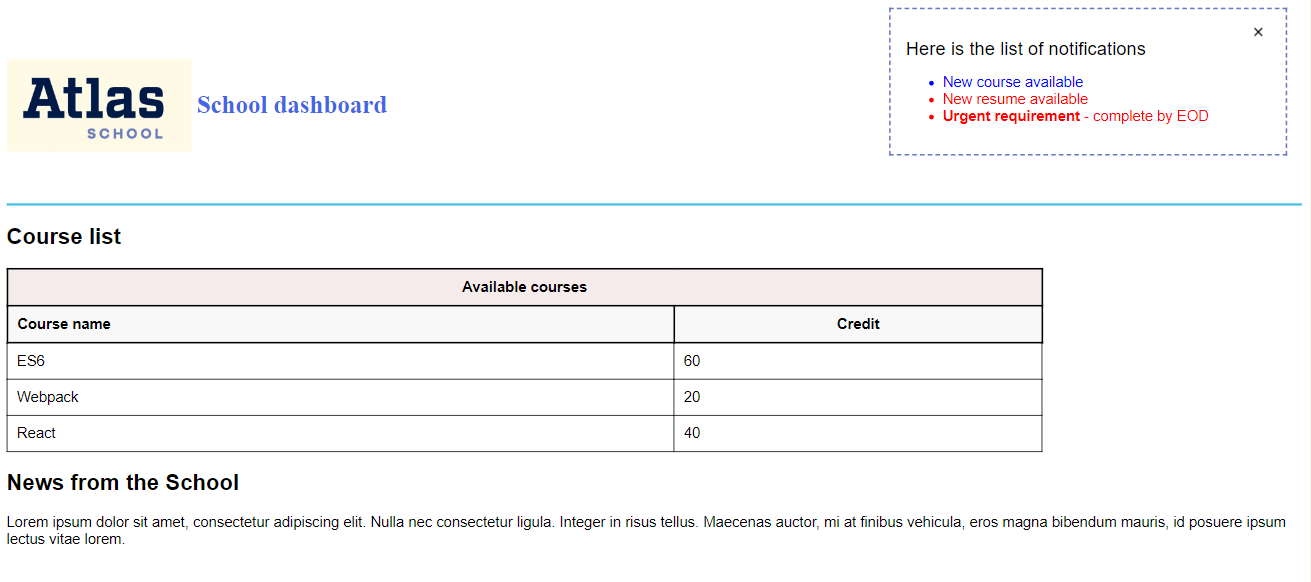 Atlas
SCHOOL
School dashboard
×
Here is the list of notifications
New course available
New resume available
Urgent requirement - complete by EOD
Course list
Available courses
Course name Credit
ES6 60
Webpack 20
React 40
News from the School
Lorem ipsum dolor sit amet, consectetur adipiscing elit. Nulla nec consectetur ligula. Integer in risus tellus. Maecenas auctor, mi at finibus vehicula, eros magna bibendum mauris, id posuere ipsum
lectus vitae lorem.